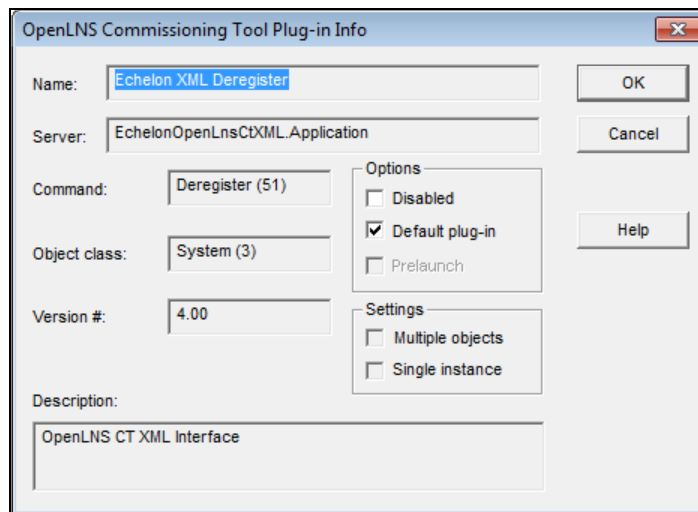 OpenLNS Commissioning Tool Plug-in Info
Name: Echelon XML Deregister OK
Server: EchelonOpenLnsCtXML.Application Cancel
Command: Deregister (51)
Options
Disabled
Default plug-in
Prelaunch
Help
Object class: System (3)
Version #: 4.00
Settings
Multiple objects
Single instance
Description:
OpenLNS CT XML Interface